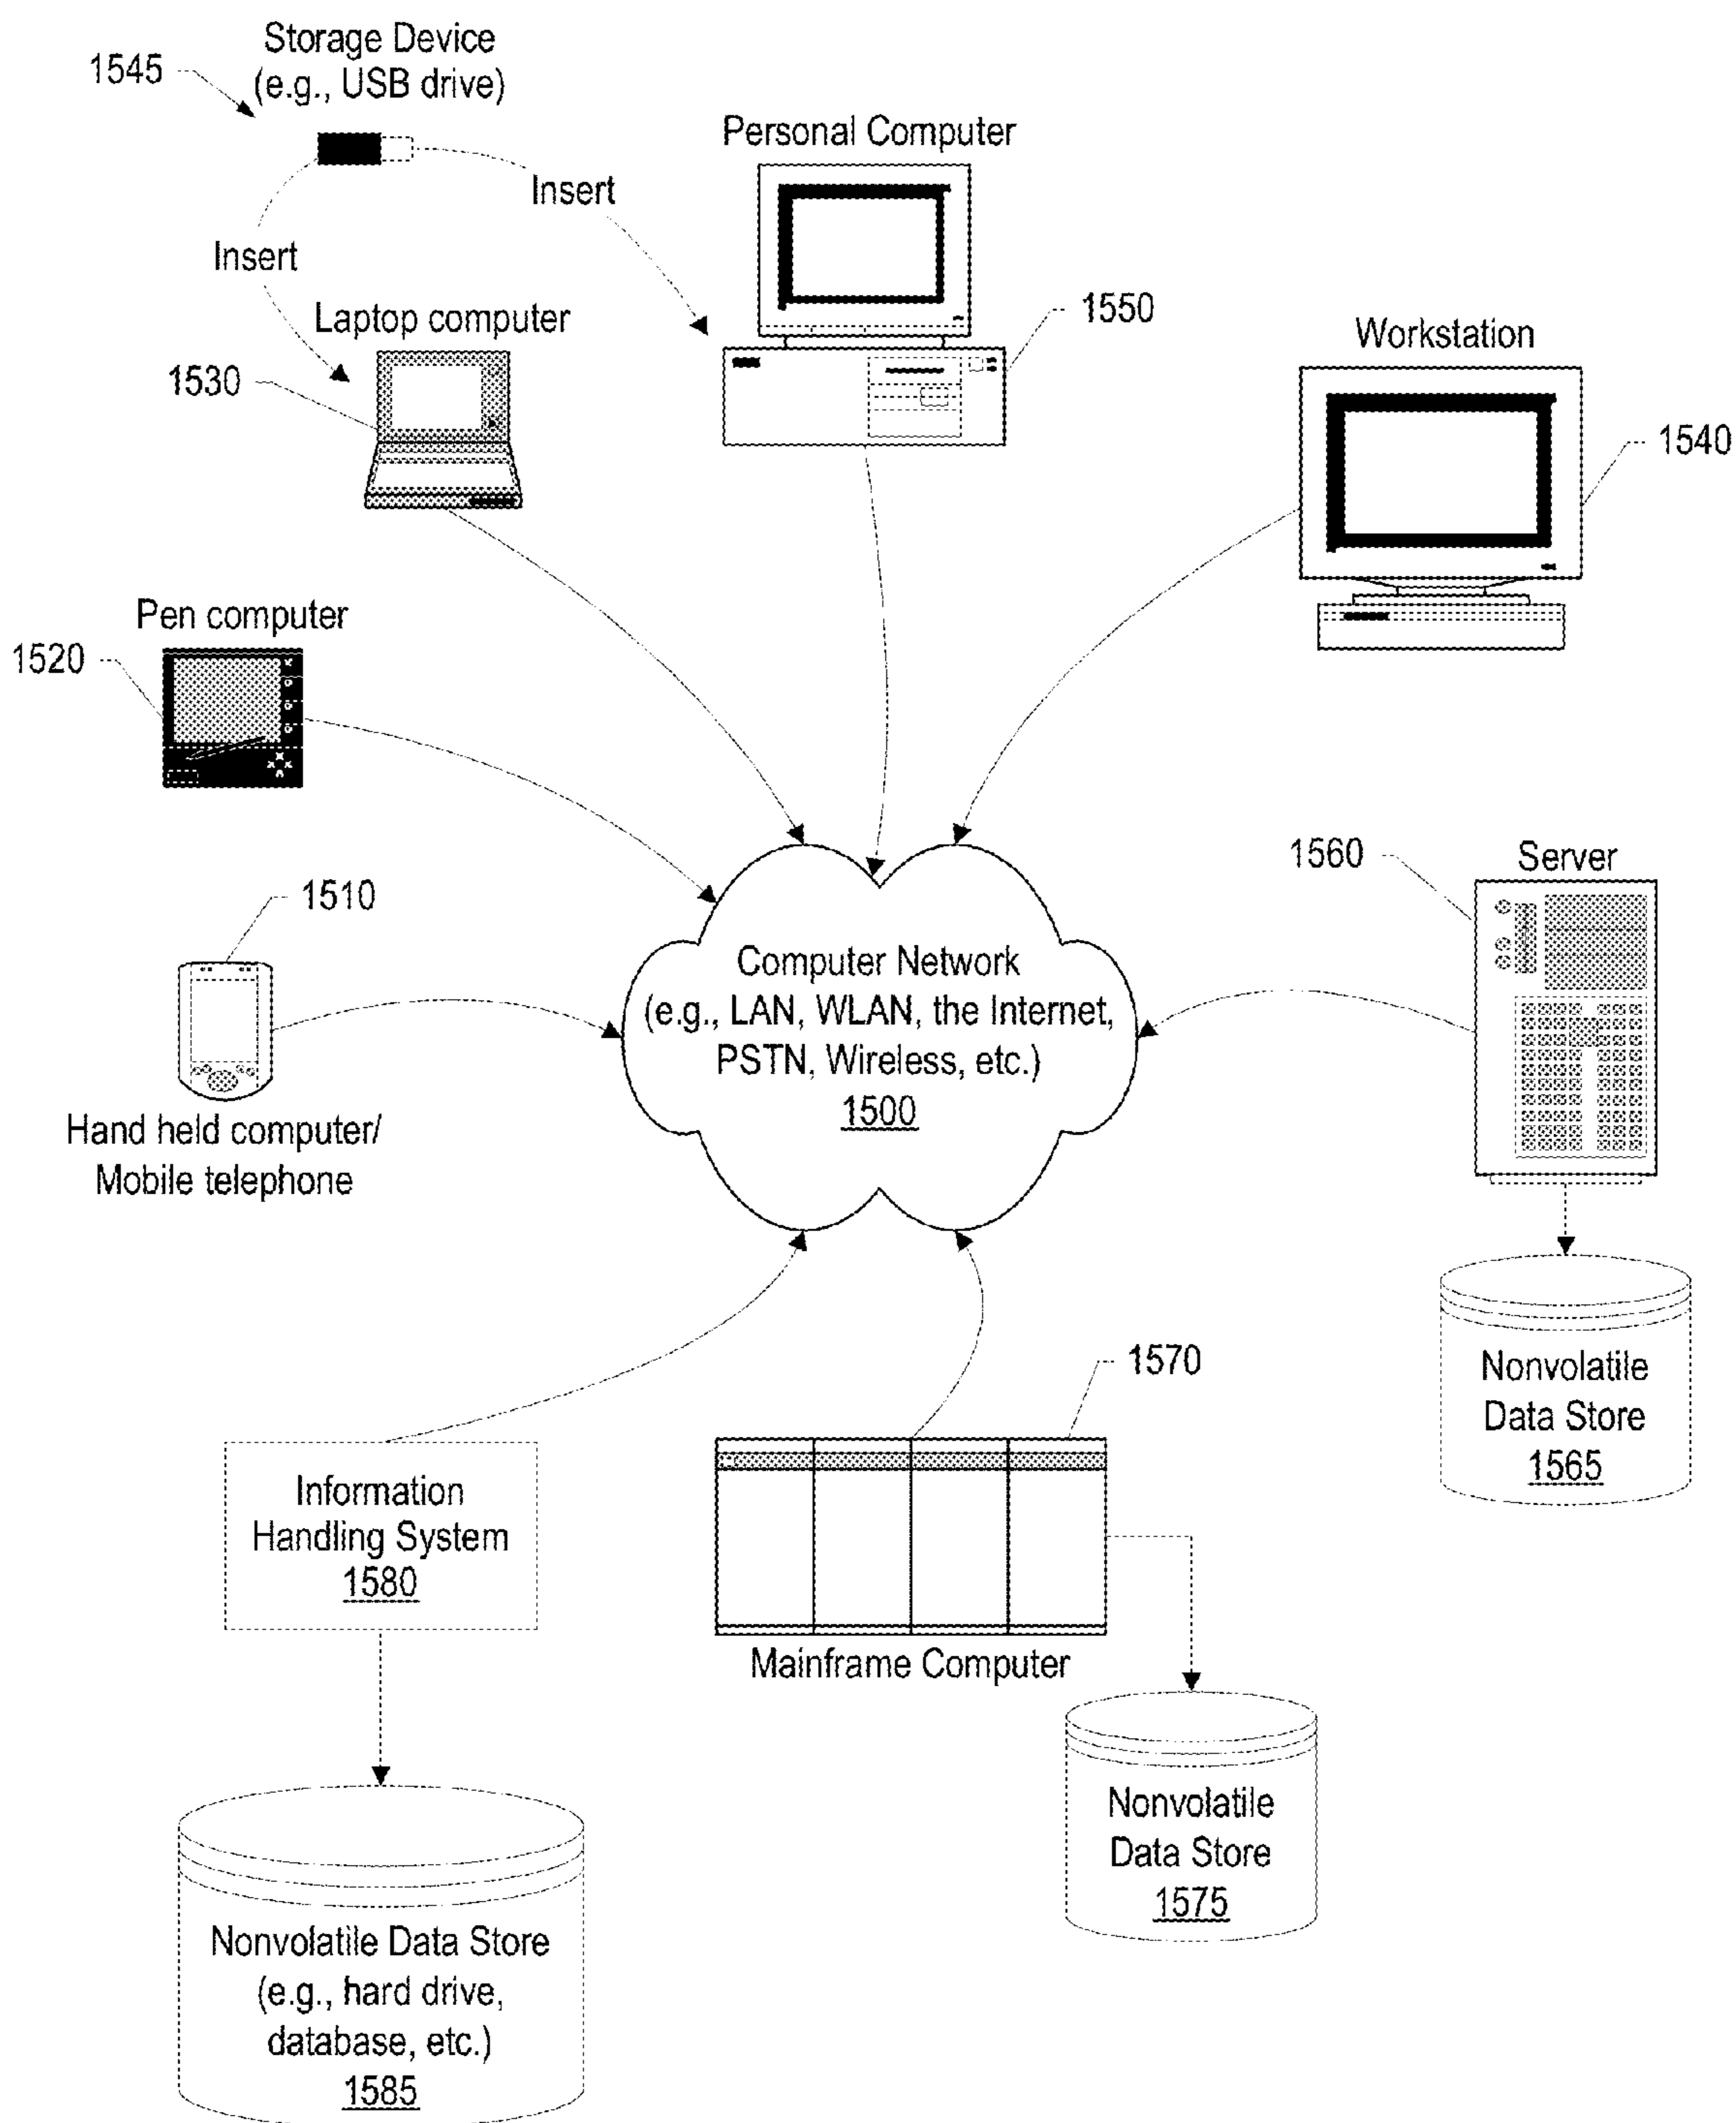 Storage Device
(e.g., USB drive)
1545
Personal Computer
Insert
Insert
1550
Laptop computer
1530
Workstation
1540
Pen computer
1520
1560
Server
1510
Computer Network
(e.g., LAN, WLAN, the Internet,
PSTN, Wireless, etc.)
1500
Hand held computer/
Mobile telephone
1570
Nonvolatile
Data Store
1565
Information
Handling System
1580
Mainframe Computer
Nonvolatile
Data Store
1575
Nonvolatile Data Store
(e.g., hard drive,
database, etc.)
1585